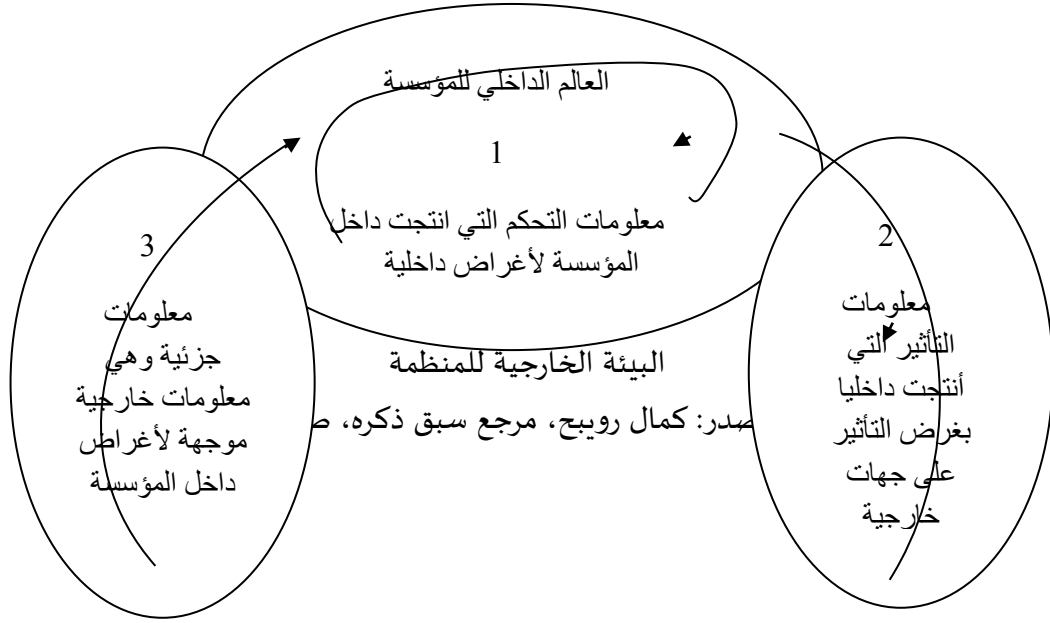 العالم الداخلي للمؤسسة
1
معلومات التحكم التي انتجت داخل
المؤسسة لأغراض داخلية
2
معلومات
التأثير التي
أنتجت داخليا
بغرض التأثير
على جهات
خارجية
3
معلومات
جزئية وهي
معلومات خارجية
موجهة لأغراض
داخل المؤسسة
البيئة الخارجية للمنظمة
صدر: كمال رويبح، مرجع سبق ذكره، ص